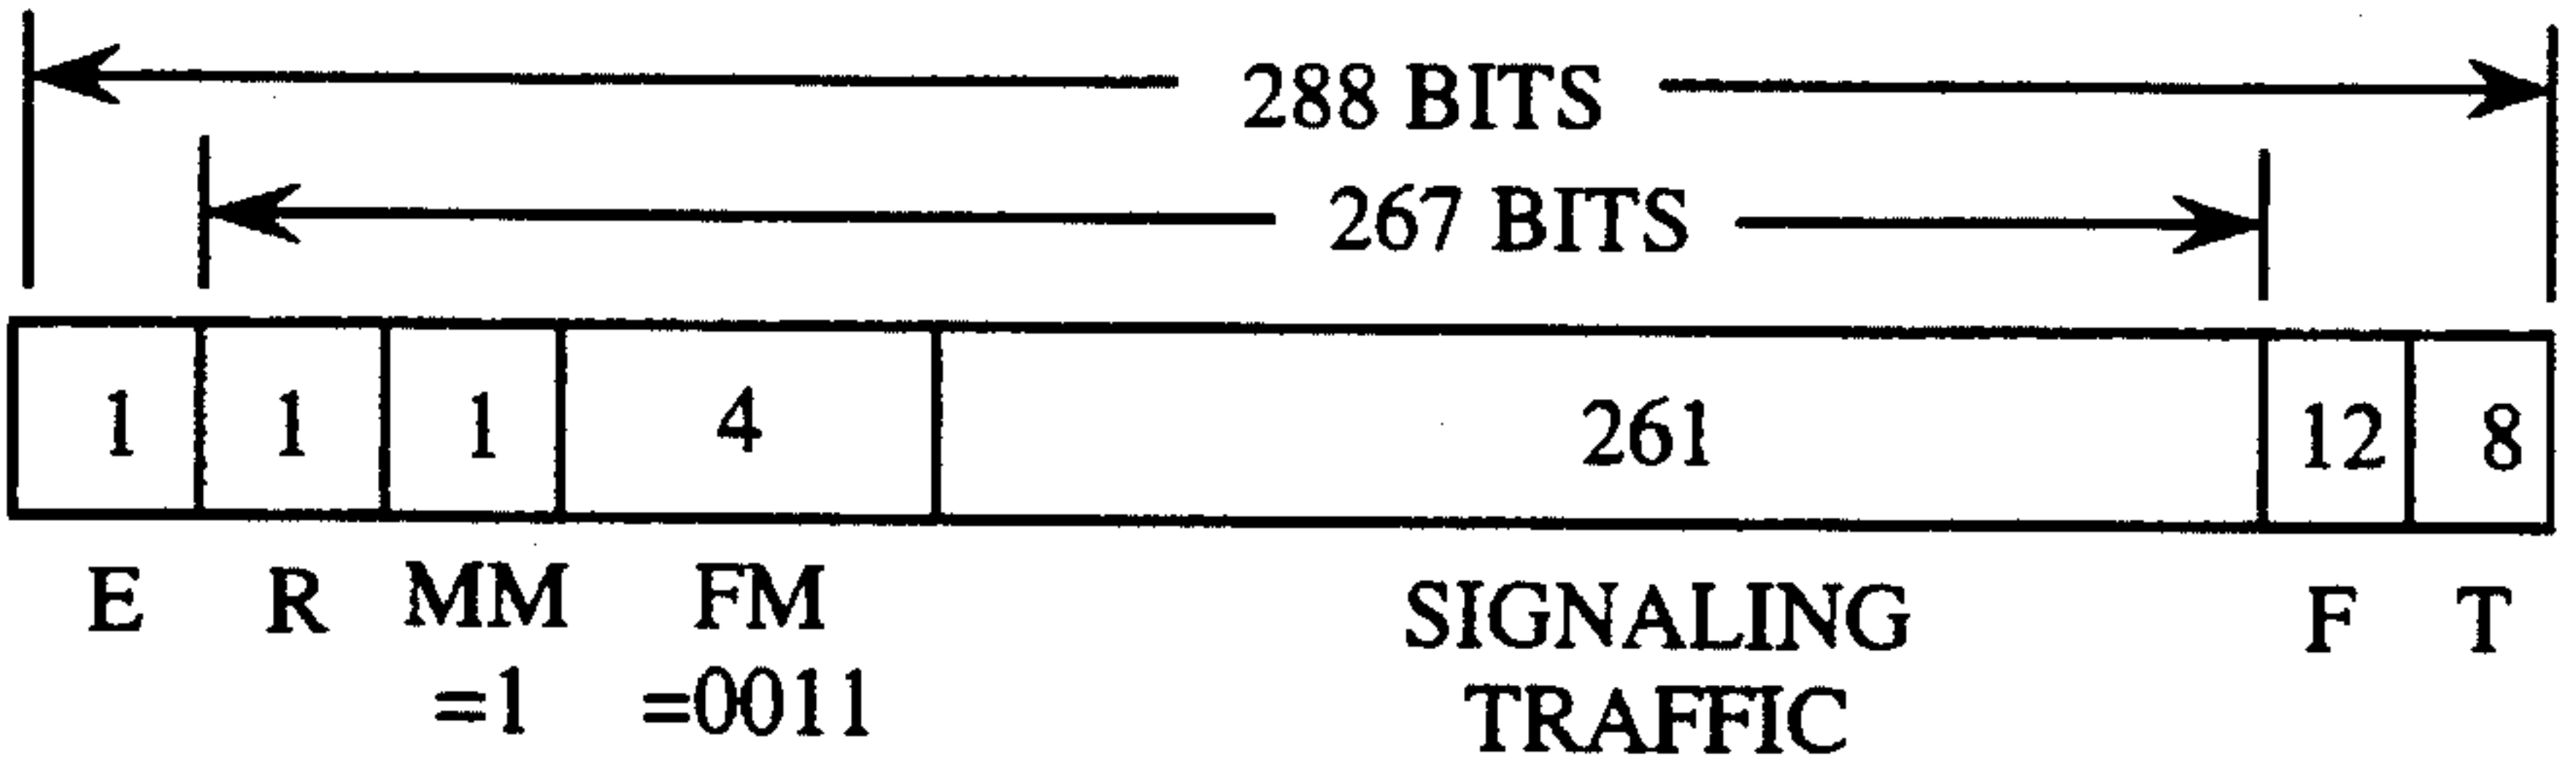 288 BITS
267 BITS
1 1 1 4 261 12 8
E R MM FM SIGNALING F T
=1 =0011 TRAFFIC